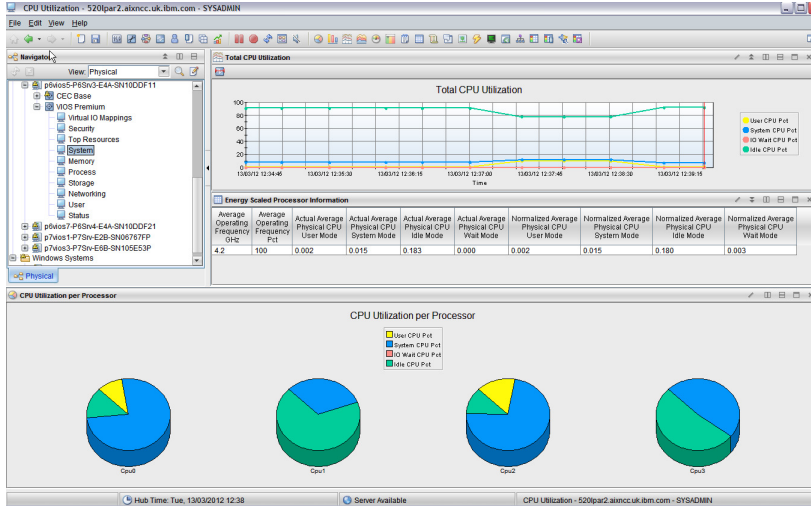 CPU Utilization - 520lpar2.aixncc.uk.ibm.com - SYSADMIN
File Edit View Help
Navigator
View: Physical
p6vios5-P6Srv3-E4A-SN10DDF11
CEC Base
VIOS Premium
Virtual IO Mappings
Security
Top Resources
System
Memory
Process
Storage
Networking
User
Status
p6vios1-P6Srv4-E4A-SN10DDF21
p7vios1-P7Srv-E2B-SN06767FP
p7vios3-P7Srv-E6B-SN105E53P
Windows Systems
Physical
Total CPU Utilization
Total CPU Utilization
100
80
60
40
20
0
13/03/12 12:34:45 13/03/12 12:35:30 13/03/12 12:36:15 13/03/12 12:37:00 13/03/12 12:37:45 13/03/12 12:38:30 13/03/12 12:39:15
Time
User CPU Pct
System CPU Pct
IO Wait CPU Pct
Idle CPU Pct
Energy Scaled Processor Information
Average Operating Frequency GHz Average Operating Frequency Pct Actual Average Physical CPU User Mode Actual Average Physical CPU System Mode Actual Average Physical CPU Idle Mode Actual Average Physical CPU Wait Mode Normalized Average Physical CPU User Mode Normalized Average Physical CPU System Mode Normalized Average Physical CPU Idle Mode Normalized Average Physical CPU Wait Mode
4.2 100 0.002 0.015 0.183 0.000 0.002 0.015 0.180 0.003
CPU Utilization per Processor
CPU Utilization per Processor
User CPU Pct
System CPU Pct
IO Wait CPU Pct
Idle CPU Pct
Cpu0 Cpu1 Cpu2 Cpu3
Hub Time: Tue, 13/03/2012 12:38 Server Available CPU Utilization - 520lpar2.aixncc.uk.ibm.com - SYSADMIN